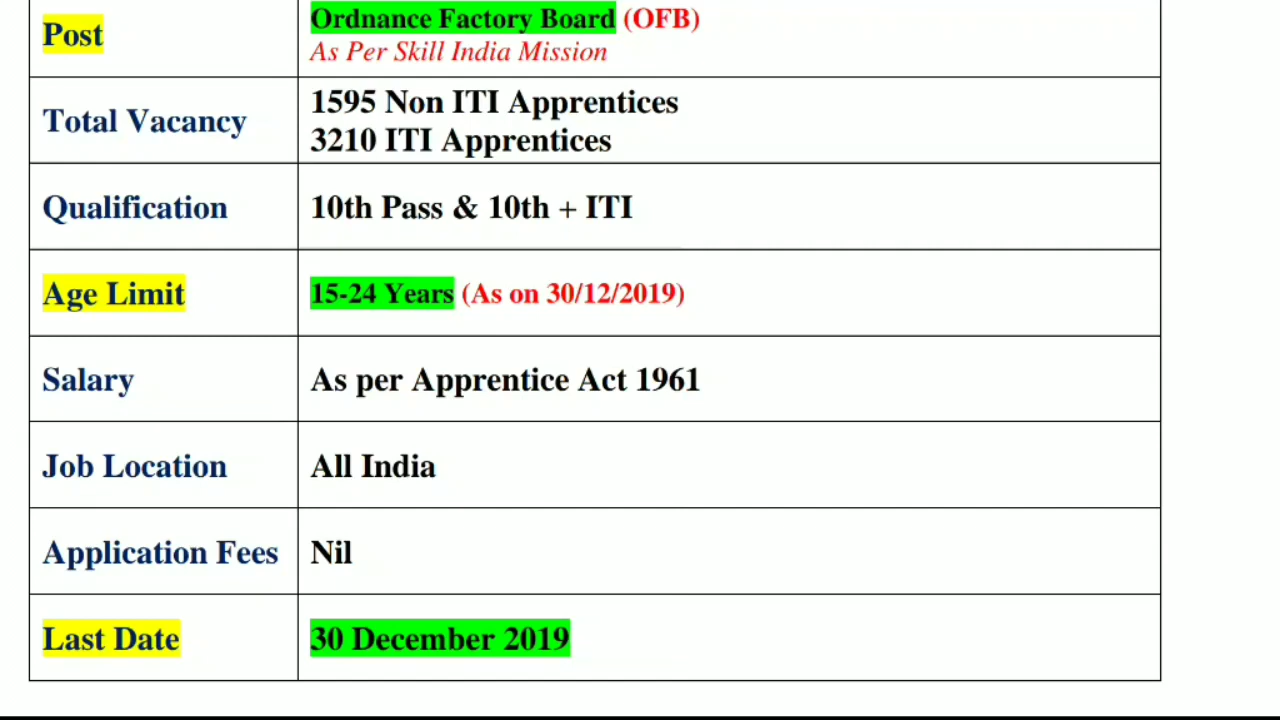 Post
Ordnance Factory Board (OFB)
As Per Skill India Mission
Total Vacancy
1595 Non ITI Apprentices
3210 ITI Apprentices
Qualification
10th Pass & 10th + ITI
Age Limit
15-24 Years (As on 30/12/2019)
Salary
As per Apprentice Act 1961
Job Location
All India
Application Fees
Nil
Last Date
30 December 2019